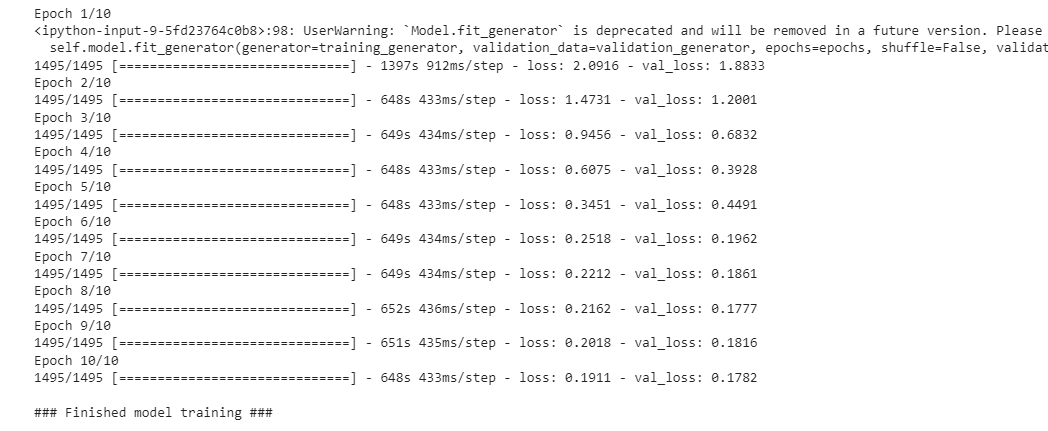 Epoch 1/10
<ipython-input-9-5fd23764c0b8>:98: UserWarning: `Model.fit_generator` is deprecated and will be removed in a future version. Please
self.model.fit_generator(generator=training_generator, validation_data=validation_generator, epochs=epochs, shuffle=False, validat
1495/1495 [==============================] - 1397s 912ms/step - loss: 2.0916 - val_loss: 1.8833
Epoch 2/10
1495/1495 [==============================] - 648s 433ms/step - loss: 1.4731 - val_loss: 1.2001
Epoch 3/10
1495/1495 [==============================] - 649s 434ms/step - loss: 0.9456 - val_loss: 0.6832
Epoch 4/10
1495/1495 [==============================] - 648s 433ms/step - loss: 0.6075 - val_loss: 0.3928
Epoch 5/10
1495/1495 [==============================] - 648s 433ms/step - loss: 0.3451 - val_loss: 0.4491
Epoch 6/10
1495/1495 [==============================] - 649s 434ms/step - loss: 0.2518 - val_loss: 0.1962
Epoch 7/10
1495/1495 [==============================] - 649s 434ms/step - loss: 0.2212 - val_loss: 0.1861
Epoch 8/10
1495/1495 [==============================] - 652s 436ms/step - loss: 0.2162 - val_loss: 0.1777
Epoch 9/10
1495/1495 [==============================] - 651s 435ms/step - loss: 0.2018 - val_loss: 0.1816
Epoch 10/10
1495/1495 [==============================] - 648s 433ms/step - loss: 0.1911 - val_loss: 0.1782
### Finished model training ###